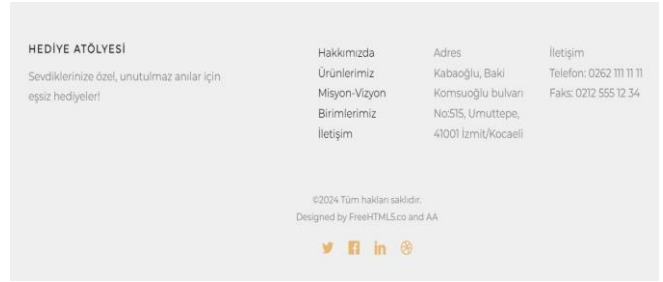 HEDİYE ATÖLYESİ
Sevdiklerinize özel, unutulmaz anılar için
eşsiz hediyeler!
Hakkımızda
Ürünlerimiz
Misyon-Vizyon
Birimlerimiz
İletişim
Adres
Kabaoğlu, Baki
Komsuoğlu bulvarı
No:515, Umuttepe,
41001 İzmit/Kocaeli
İletişim
Telefon: 0262 111 11 11
Faks: 0212 555 12 34
©2024 Tüm hakları saklıdır.
Designed by FreeHTML5.co and AA